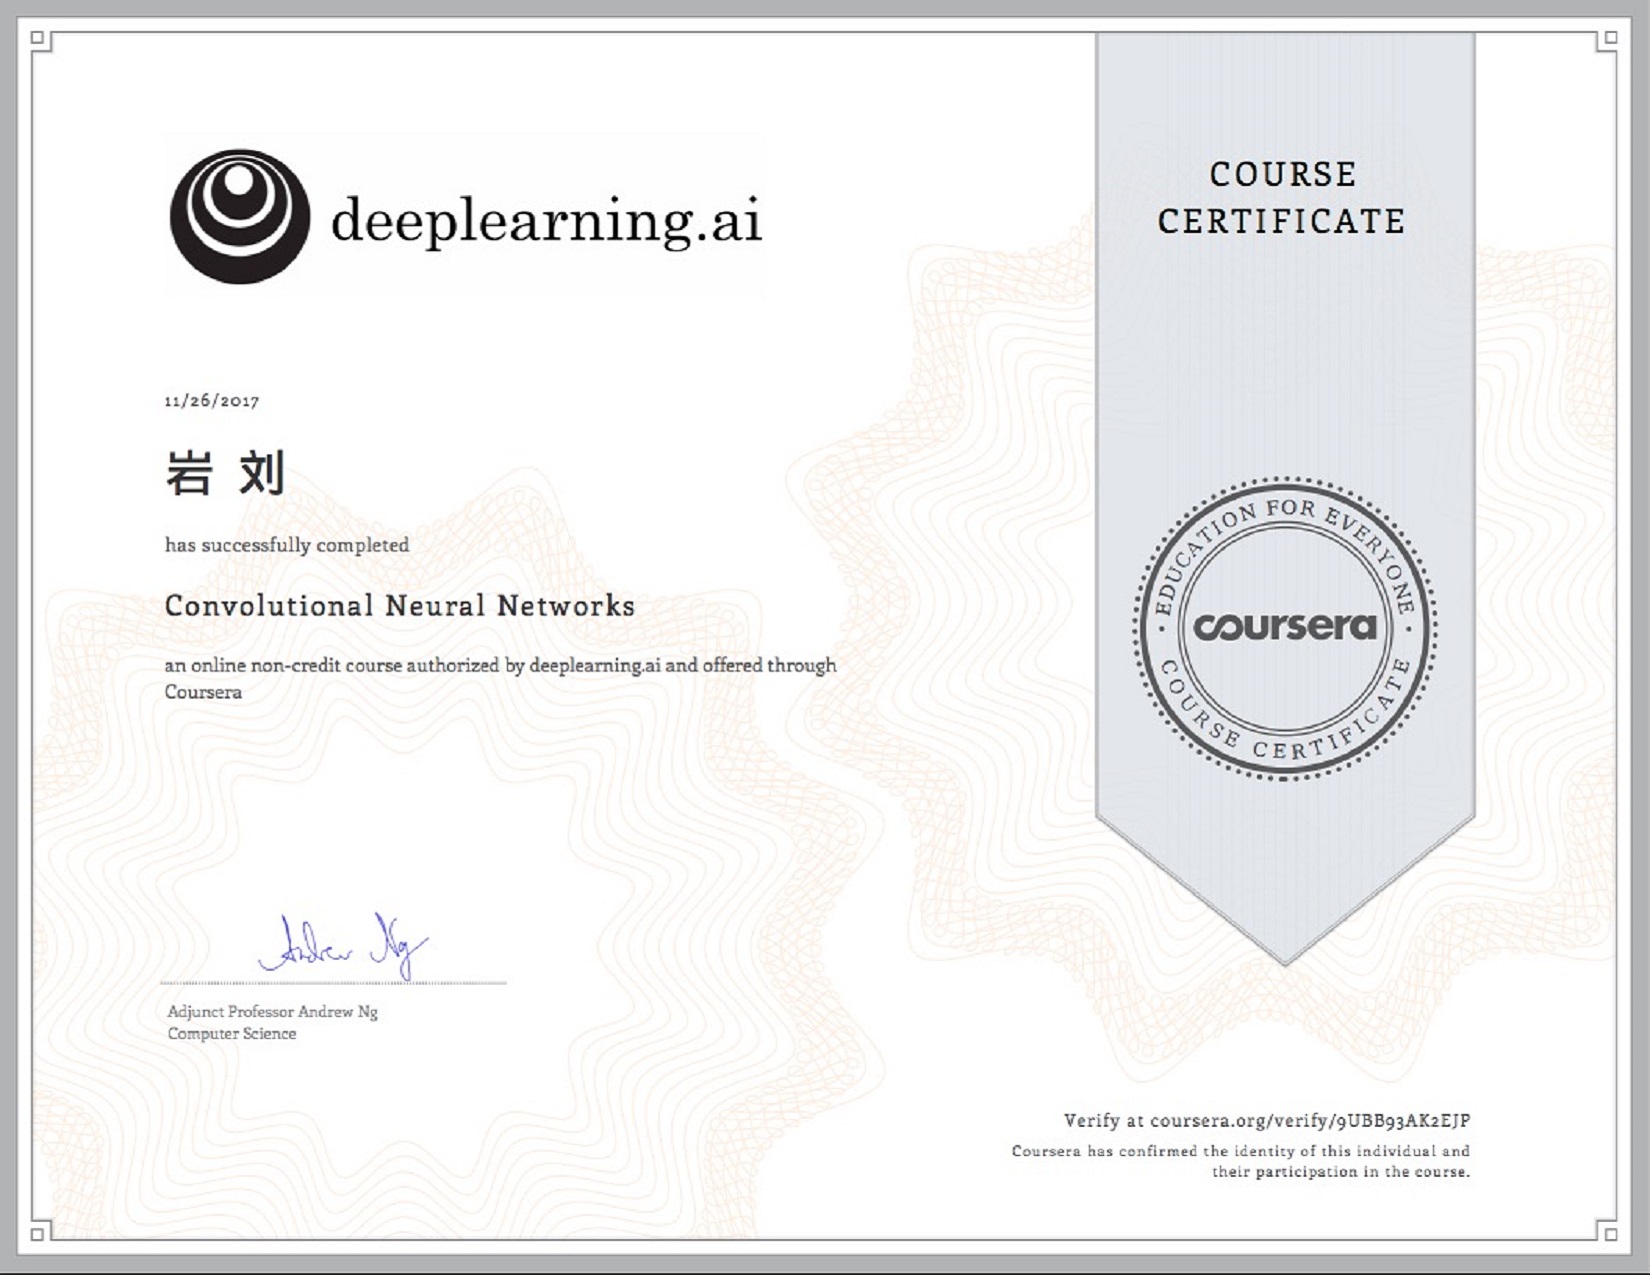 deeplearning.ai
11/26/2017
岩 刘
has successfully completed
Convolutional Neural Networks
an online non-credit course authorized by deeplearning.ai and offered through
Coursera
Andrew Ng
Adjunct Professor Andrew Ng
Computer Science
COURSE
CERTIFICATE
EDUCATION FOR EVERYONE
coursera
COURSE CERTIFICATE
Verify at coursera.org/verify/9UBB93AK2EJP
Coursera has confirmed the identity of this individual and
their participation in the course.